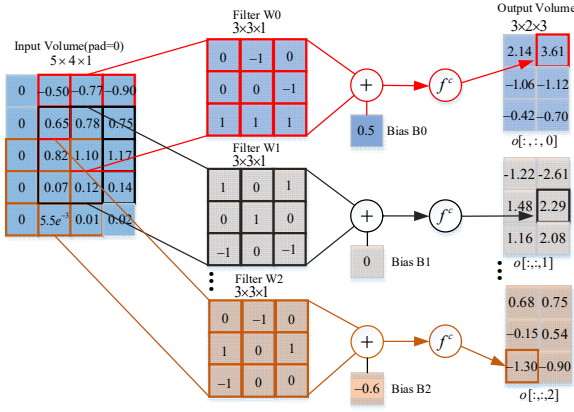 Input Volume(pad=0)
5×4×1
0 −0.50 −0.77 −0.90
0 0.65 0.78 0.75
0 0.82 1.10 1.17
0 0.07 0.12 0.14
0 5.5e⁻³ 0.01 0.02
Filter W0
3×3×1
0 −1 0
0 0 −1
1 1 1
+
f^c
0.5
Bias B0
Filter W1
3×3×1
1 0 1
0 1 0
−1 0 −1
+
f^c
0
Bias B1
Filter W2
3×3×1
0 −1 0
1 0 1
−1 0 0
+
f^c
−0.6
Bias B2
Output Volume
3×2×3
2.14 3.61
−1.06 −1.12
−0.42 −0.70
o[:,:,0]
-1.22 −2.61
1.48 2.29
1.16 2.08
o[:,:,1]
0.68 0.75
−0.15 0.54
−1.30 −0.90
o[:,:,2]